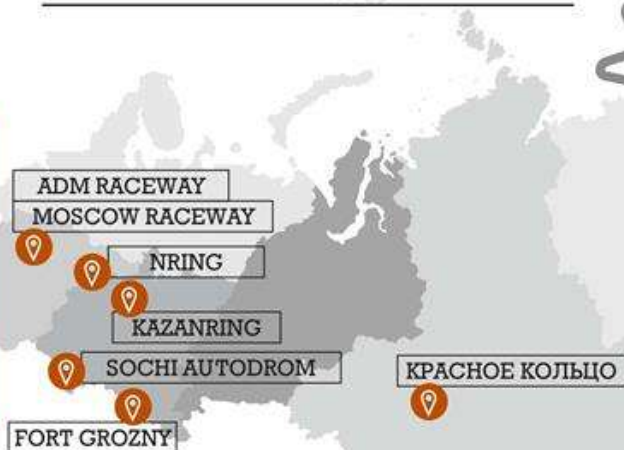 ADM RACEWAY
MOSCOW RACEWAY
NRING
KAZANRING
SOCHI AUTODROM
КРАСНОЕ КОЛЬЦО
FORT GROZNY